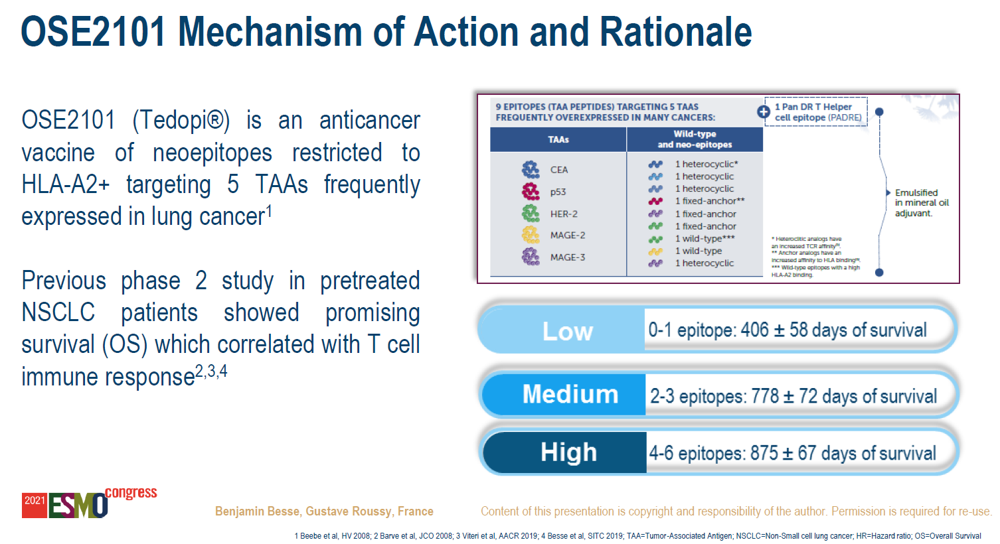 OSE2101 Mechanism of Action and Rationale
OSE2101 (Tedopi®) is an anticancer
vaccine of neoepitopes restricted to
HLA-A2+ targeting 5 TAAs frequently
expressed in lung cancer1
Previous phase 2 study in pretreated
NSCLC patients showed promising
survival (OS) which correlated with T cell
immune response2,3,4
9 EPITOPES (TAA PEPTIDES) TARGETING 5 TAAS
FREQUENTLY OVEREXPRESSED IN MANY CANCERS:
+ 1 Pan DR T Helper
cell epitope (PADRE)
TAAs
Wild-type
and neo-epitopes
CEA
p53
HER-2
MAGE-2
MAGE-3
1 heterocyclic*
1 heterocyclic
1 heterocyclic
1 fixed-anchor**
1 fixed-anchor
1 fixed-anchor
1 wild-type***
1 wild-type
1 heterocyclic
Emulsified
in mineral oil
adjuvant.
* Heteroclitic analogs have
an increased TCR affinity
** Anchor analogs have an
increased affinity to HLA binding
*** Wild-type epitopes with a high
HLA-A2 binding.
Low 0-1 epitope: 406 ± 58 days of survival
Medium 2-3 epitopes: 778 ± 72 days of survival
High 4-6 epitopes: 875 ± 67 days of survival
2021 ESMO congress
Benjamin Besse, Gustave Roussy, France
Content of this presentation is copyright and responsibility of the author. Permission is required for re-use.
1 Beebe et al, HV 2008; 2 Barve et al, JCO 2008; 3 Viteri et al, AACR 2019; 4 Besse et al, SITC 2019; TAA=Tumor-Associated Antigen; NSCLC=Non-Small cell lung cancer; HR=Hazard ratio; OS=Overall Survival